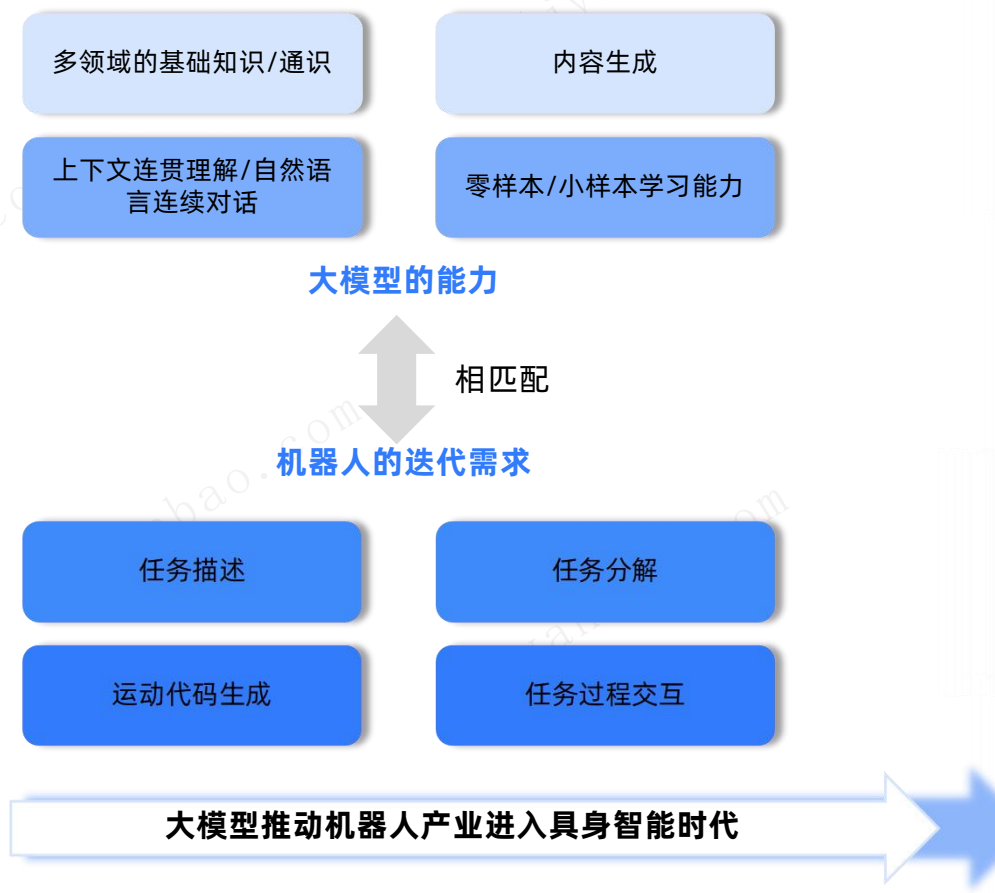 多领域的基础知识/通识
内容生成
上下文连贯理解/自然语
言连续对话
零样本/小样本学习能力
大模型的能力
相匹配
机器人的迭代需求
任务描述
任务分解
运动代码生成
任务过程交互
大模型推动机器人产业进入具身智能时代